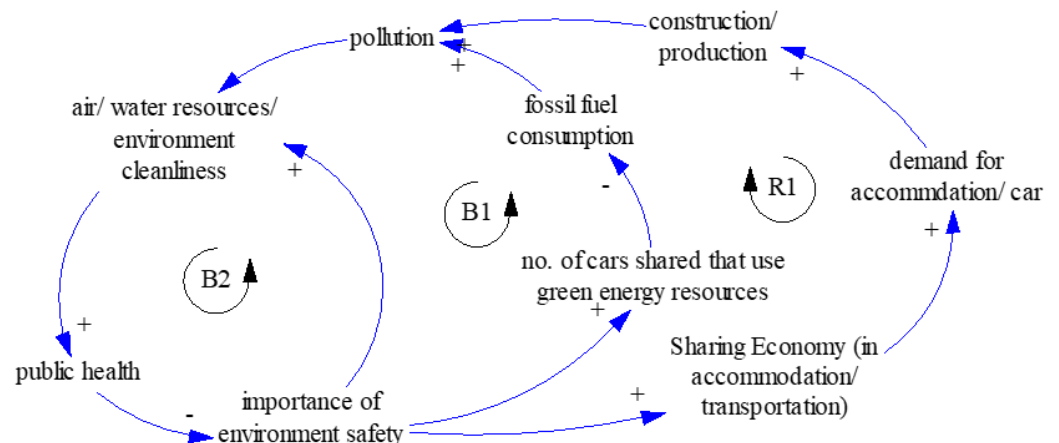 construction/
production
pollution
+
+
+
air/ water resources/
environment
cleanliness
fossil fuel
consumption
+
-
demand for
accommdation/ car
+
R1
B1
B2
no. of cars shared that use
green energy resources
+
Sharing Economy (in
accommodation/
transportation)
+
+
public health
-
importance of
environment safety